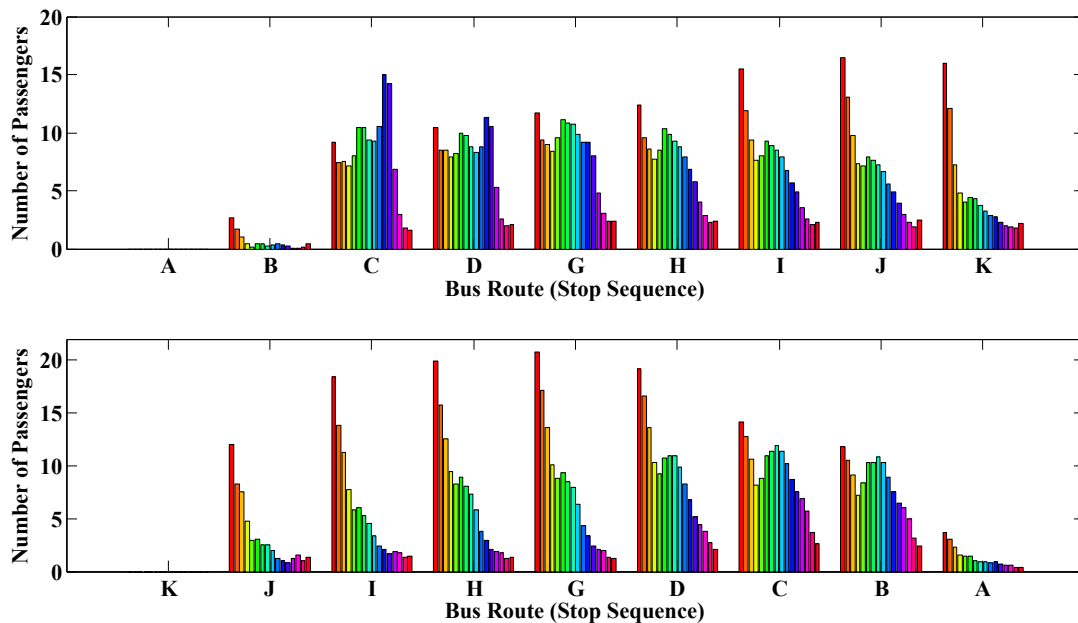 Number of Passengers
20
15
10
5
0
A B C D G H I J K
Bus Route (Stop Sequence)
Number of Passengers
20
15
10
5
0
K J I H G D C B A
Bus Route (Stop Sequence)